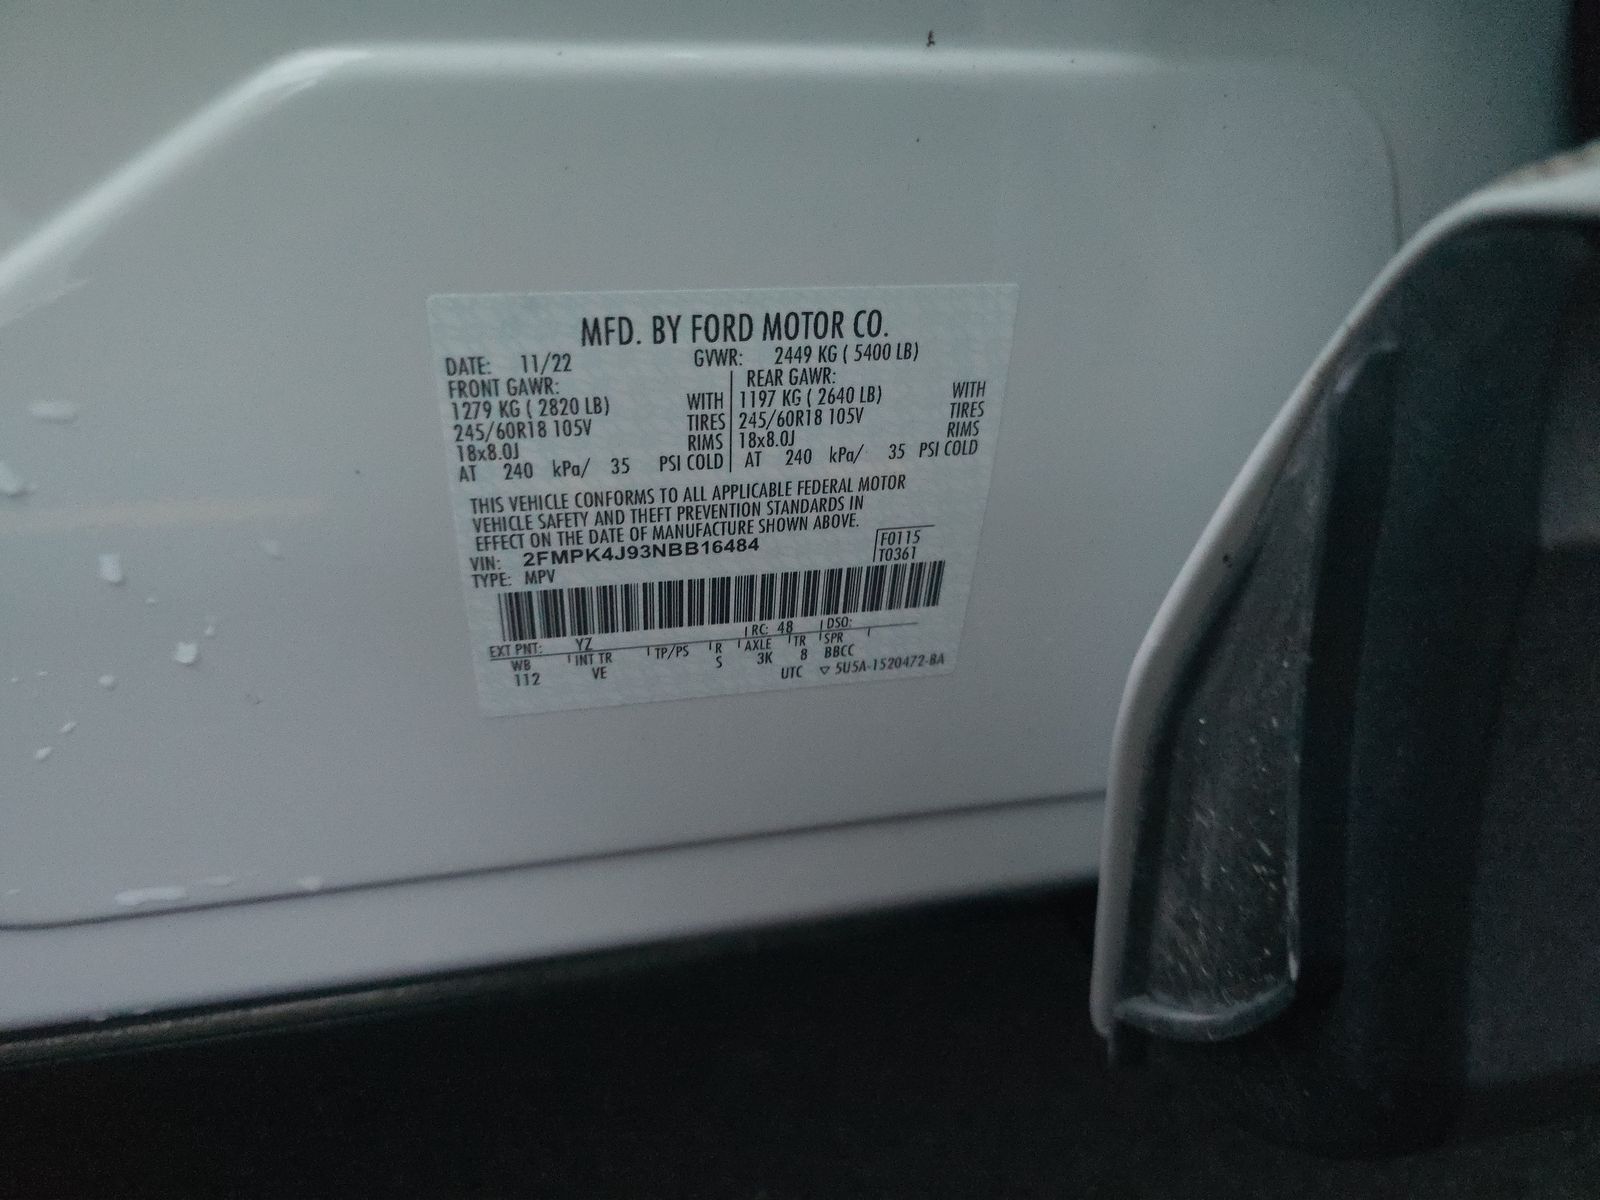 MFD. BY FORD MOTOR CO.
DATE: 11/22 GVWR: 2449 KG ( 5400 LB)
FRONT GAWR: REAR GAWR:
1279 KG ( 2820 LB) WITH 1197 KG ( 2640 LB) WITH
245/60R18 105V TIRES 245/60R18 105V TIRES
18x8.0J RIMS 18x8.0J RIMS
AT 240 kPa/ 35 PSI COLD AT 240 kPa/ 35 PSI COLD
THIS VEHICLE CONFORMS TO ALL APPLICABLE FEDERAL MOTOR
VEHICLE SAFETY AND THEFT PREVENTION STANDARDS IN
EFFECT ON THE DATE OF MANUFACTURE SHOWN ABOVE.
VIN: 2FMPK4J93NBB16484 F0115
TYPE: MPV T0361
EXT PNT: YZ RC: 48 DSO:
WB INT TR TP/PS R AXLE TR SPR
112 VE S 3K 8 BBCC
UTC ▽ 5U5A-1520472-BA